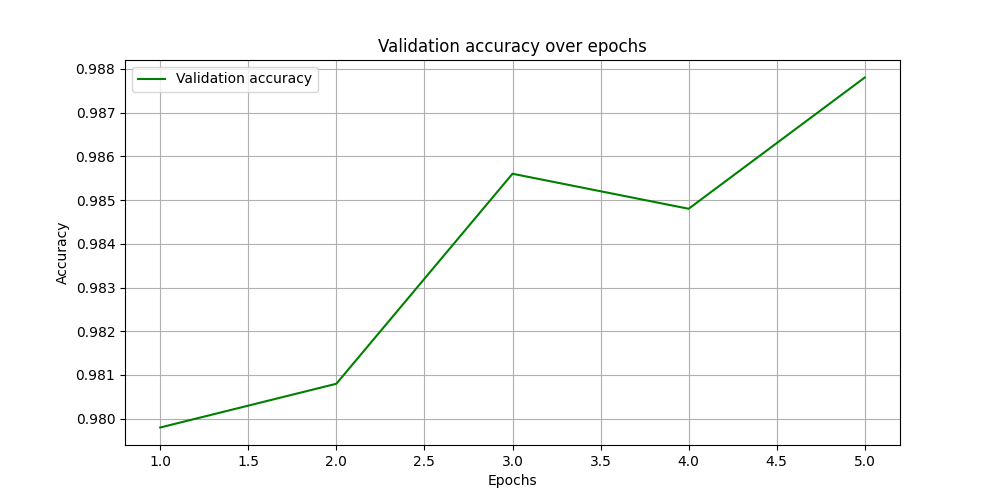 Validation accuracy over epochs
Validation accuracy
0.988
0.987
0.986
0.985
0.984
0.983
0.982
0.981
0.980
Accuracy
1.0 1.5 2.0 2.5 3.0 3.5 4.0 4.5 5.0
Epochs